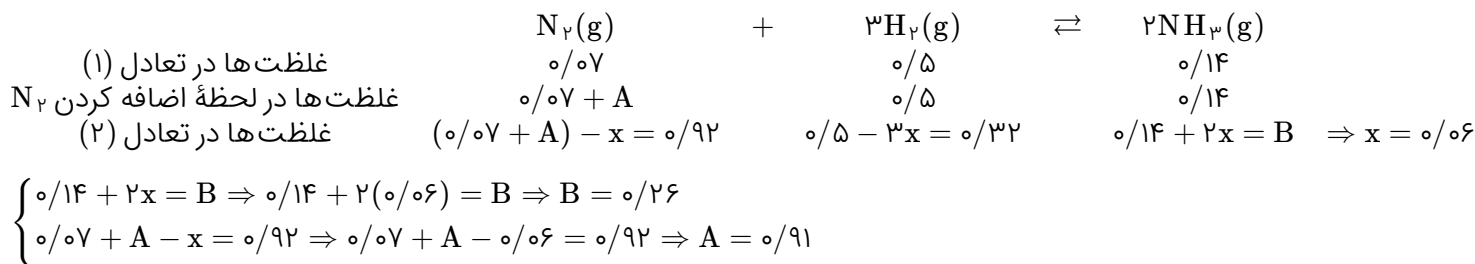 N₂(g) + ۳H₂(g) ⇄ ۲NH₃(g)
غلظت‌ها در تعادل (۱) ۰/۰۷ ۰/۵ ۰/۱۴
غلظت‌ها در لحظهٔ اضافه کردن N₂ ۰/۰۷ + A ۰/۵ ۰/۱۴
غلظت‌ها در تعادل (۲) (۰/۰۷ + A) − x = ۰/۹۲ ۰/۵ − ۳x = ۰/۳۲ ۰/۱۴ + ۲x = B ⇒ x = ۰/۰۶
۰/۱۴ + ۲x = B ⇒ ۰/۱۴ + ۲(۰/۰۶) = B ⇒ B = ۰/۲۶
۰/۰۷ + A − x = ۰/۹۲ ⇒ ۰/۰۷ + A − ۰/۰۶ = ۰/۹۲ ⇒ A = ۰/۹۱